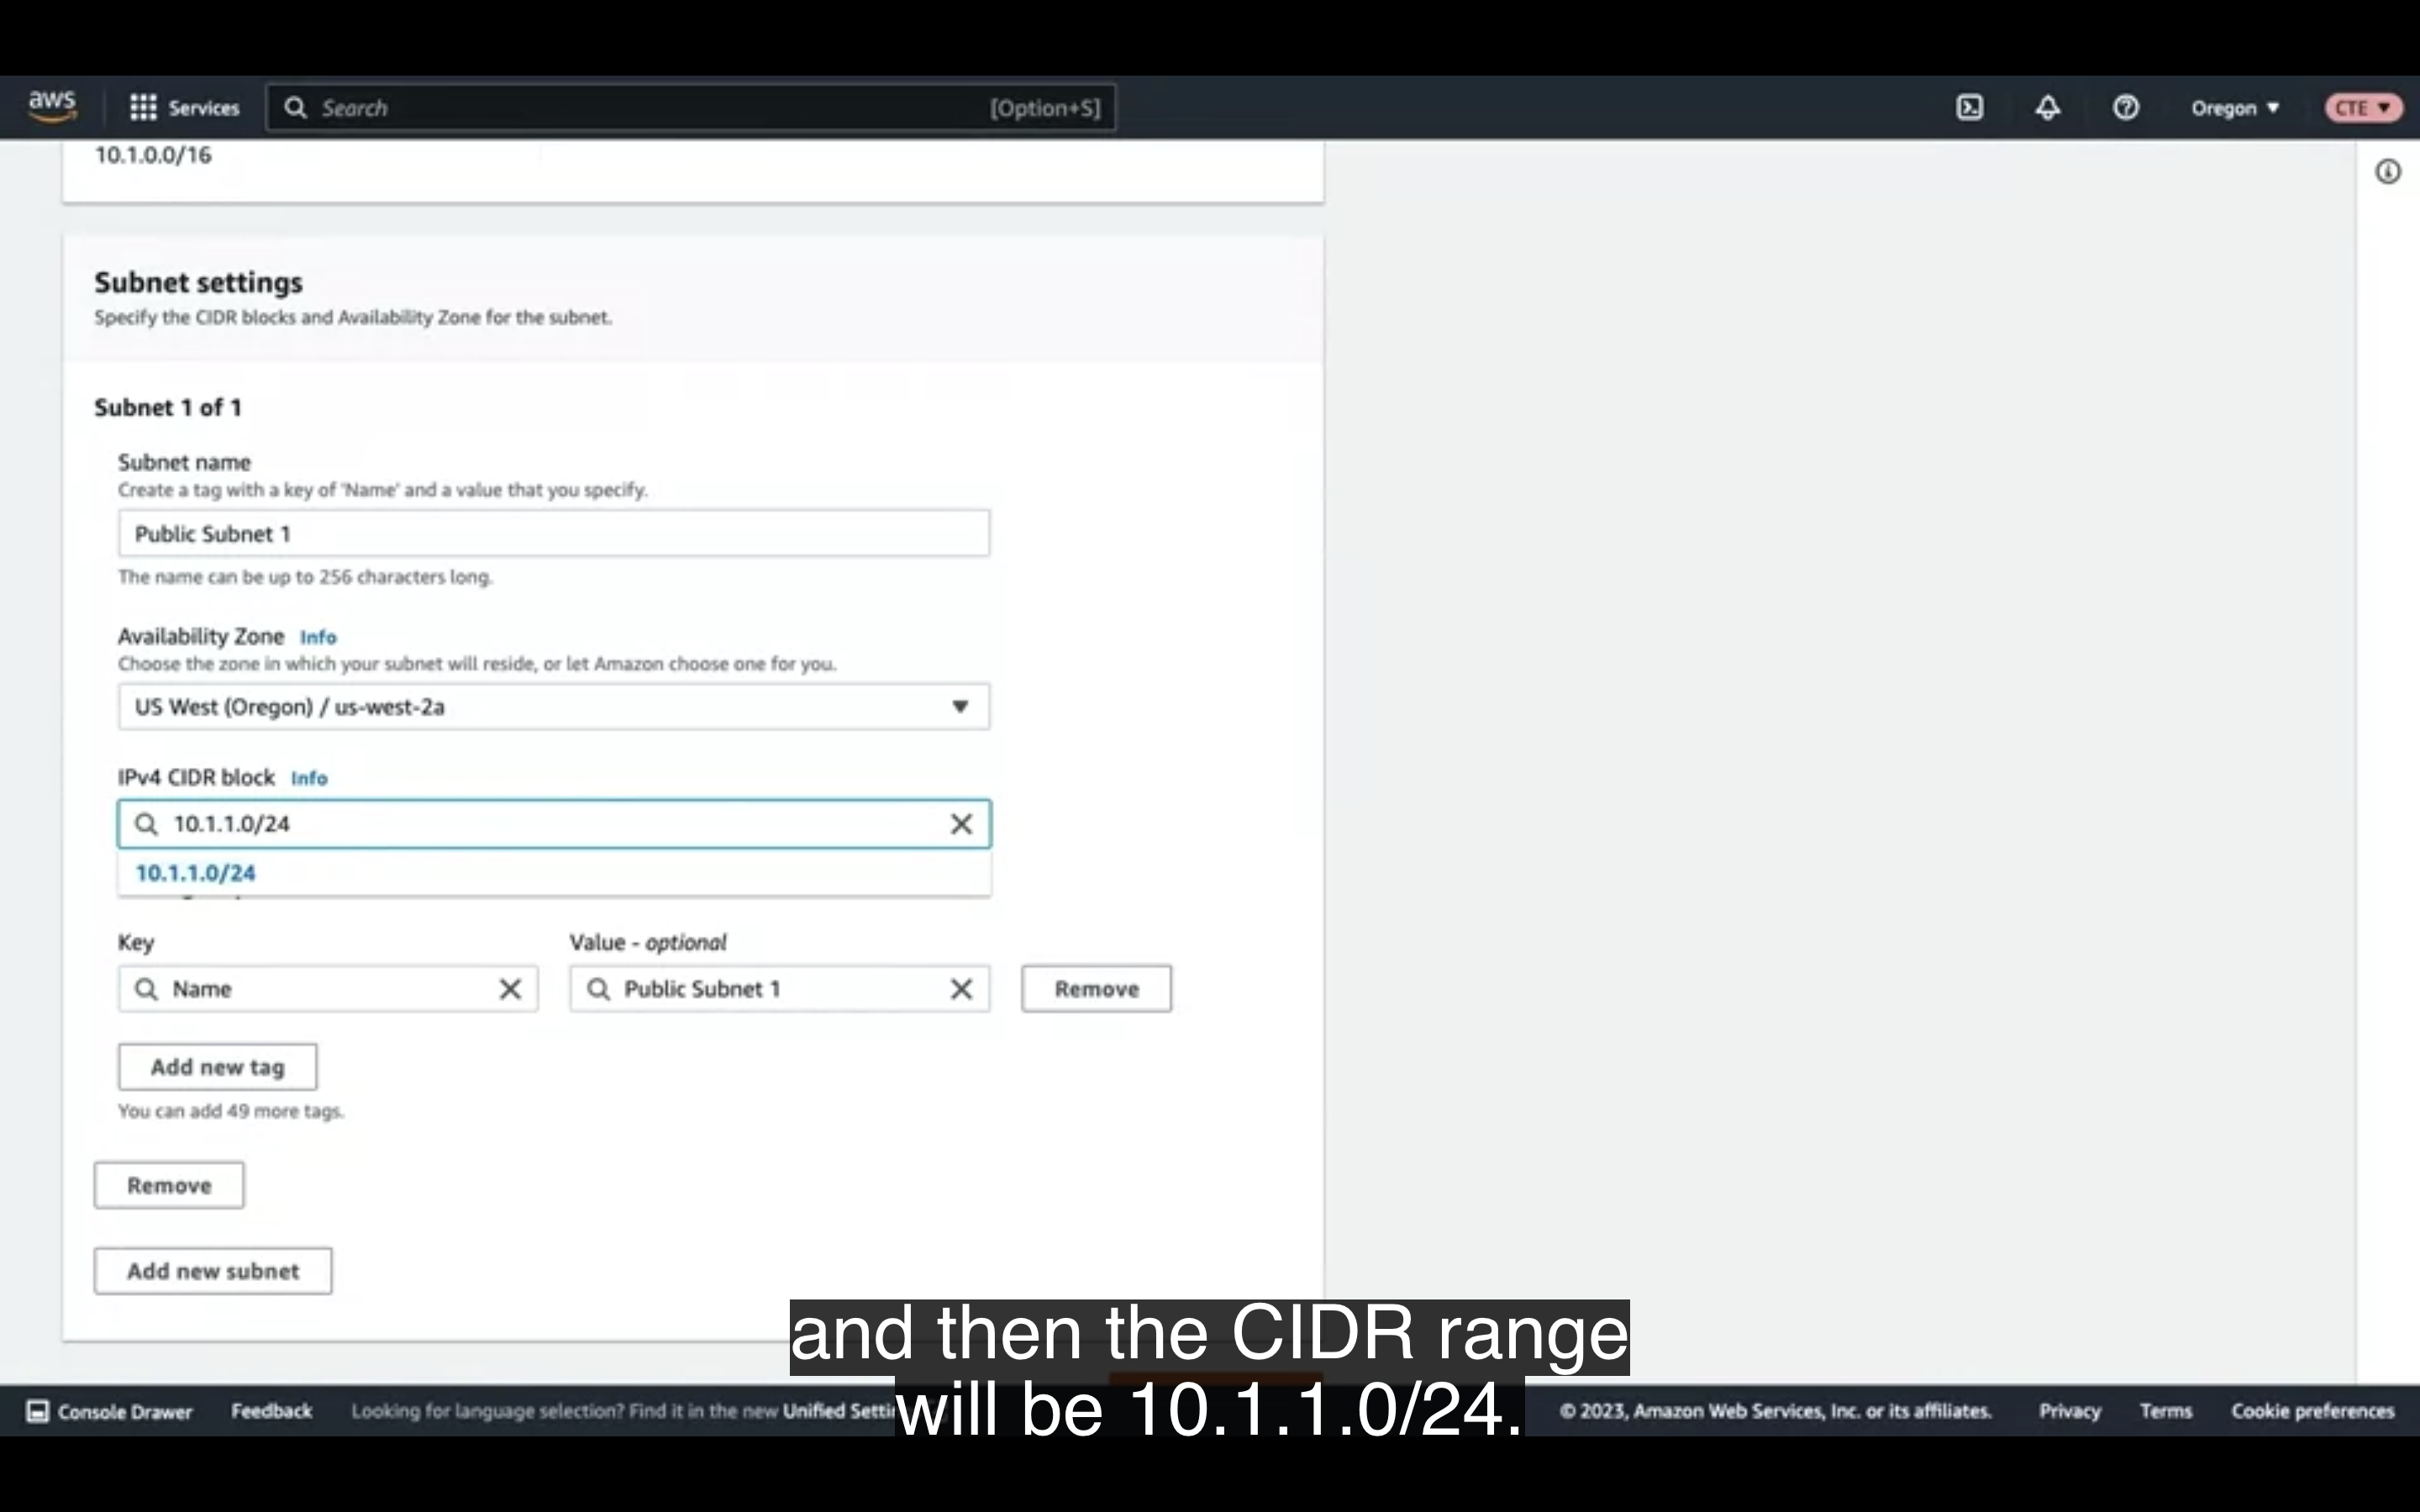 aws
Services
Search
[Option+S]
Oregon
CTE
10.1.0.0/16
Subnet settings
Specify the CIDR blocks and Availability Zone for the subnet.
Subnet 1 of 1
Subnet name
Create a tag with a key of 'Name' and a value that you specify.
Public Subnet 1
The name can be up to 256 characters long.
Availability Zone Info
Choose the zone in which your subnet will reside, or let Amazon choose one for you.
US West (Oregon) / us-west-2a
IPv4 CIDR block Info
10.1.1.0/24
10.1.1.0/24
Key
Value - optional
Name
Public Subnet 1
Remove
Add new tag
You can add 49 more tags.
Remove
Add new subnet
and then the CIDR range
will be 10.1.1.0/24.
Console Drawer
Feedback
Looking for language selection? Find it in the new Unified
© 2023, Amazon Web Services, Inc. or its affiliates.
Privacy
Terms
Cookie preferences